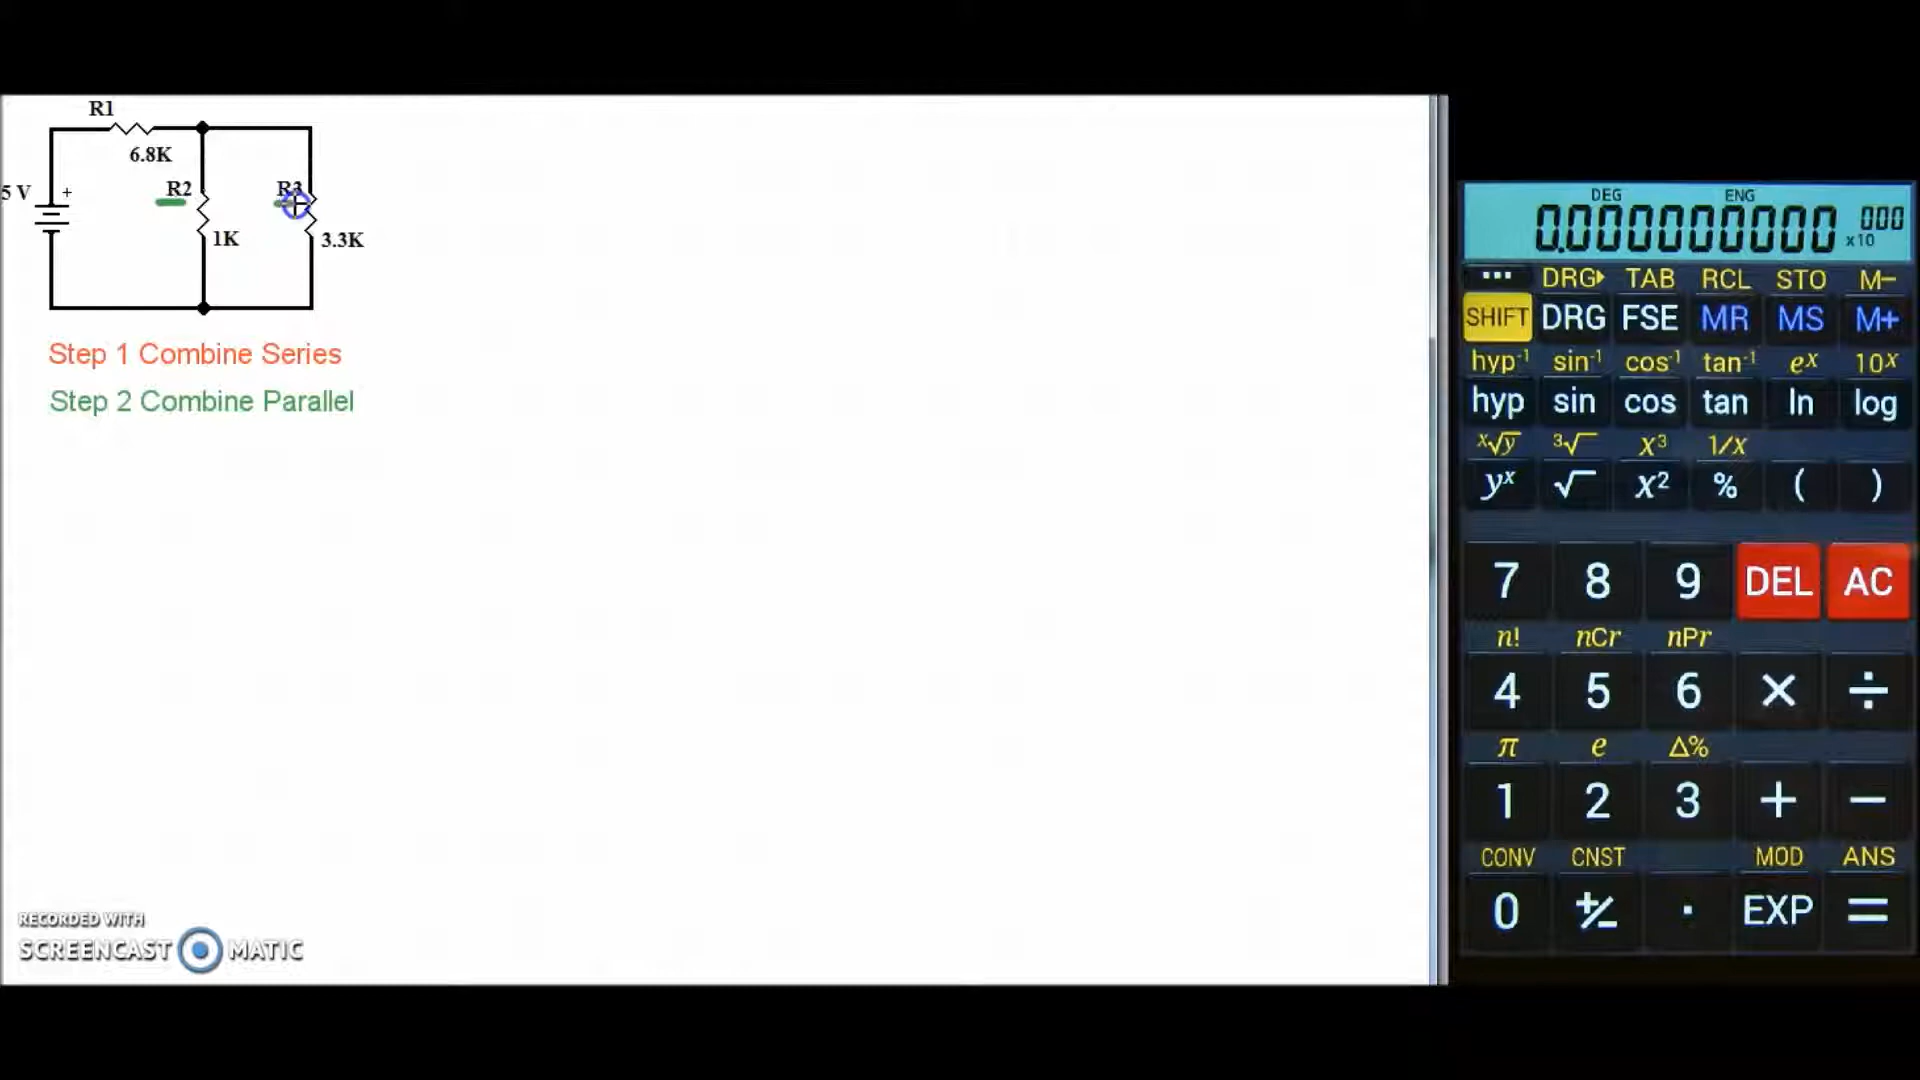 R1
6.8K
5 V +
R2
1K
3.3K
Step 1 Combine Series
Step 2 Combine Parallel
RECORDED WITH
SCREENCAST MATIC
DEG ENG
0.0000000000 x10 000
... DRG▸ TAB RCL STO M−
SHIFT DRG FSE MR MS M+
hyp⁻¹ sin⁻¹ cos⁻¹ tan⁻¹ eˣ 10ˣ
hyp sin cos tan ln log
ˣ√y ³√ x³ 1/x
yˣ √ x² % ( )
7 8 9 DEL AC
n! nCr nPr
4 5 6 × ÷
π e Δ%
1 2 3 + −
CONV CNST MOD ANS
0 +/− . EXP =